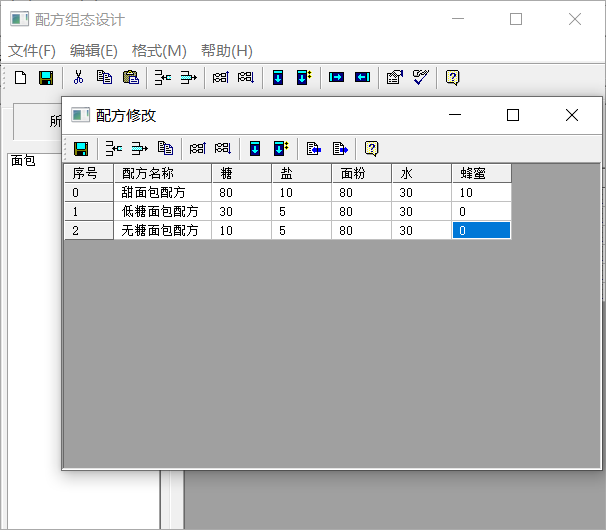 配方组态设计
文件(F) 编辑(E) 格式(M) 帮助(H)
所
面包
配方修改
序号 配方名称 糖 盐 面粉 水 蜂蜜
0 甜面包配方 80 10 80 30 10
1 低糖面包配方 30 5 80 30 0
2 无糖面包配方 10 5 80 30 0